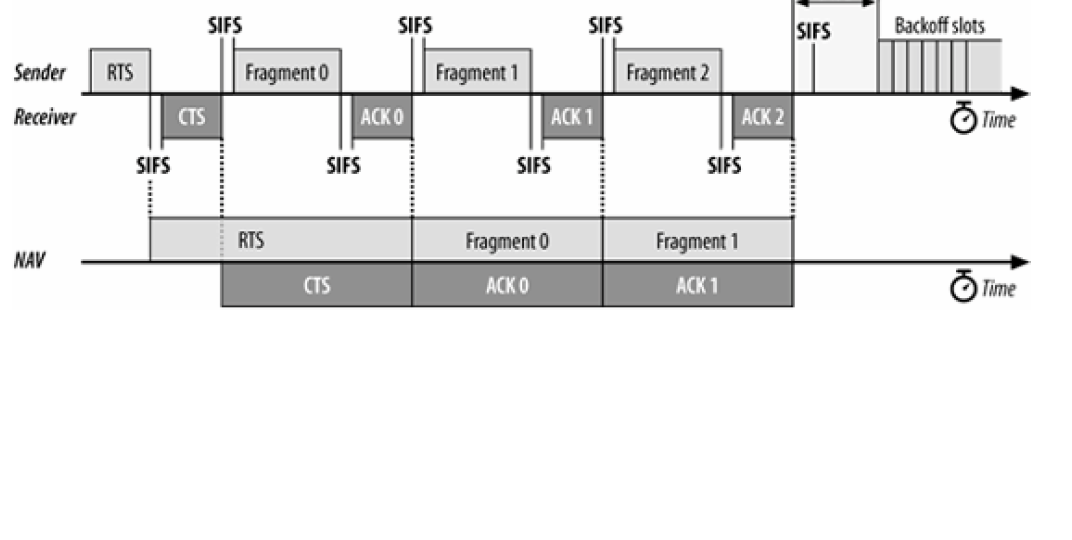 SIFS SIFS SIFS SIFS Backoff slots
Sender RTS Fragment 0 Fragment 1 Fragment 2
Receiver CTS ACK 0 ACK 1 ACK 2 Time
SIFS SIFS SIFS SIFS
RTS Fragment 0 Fragment 1
NAV
CTS ACK 0 ACK 1 Time